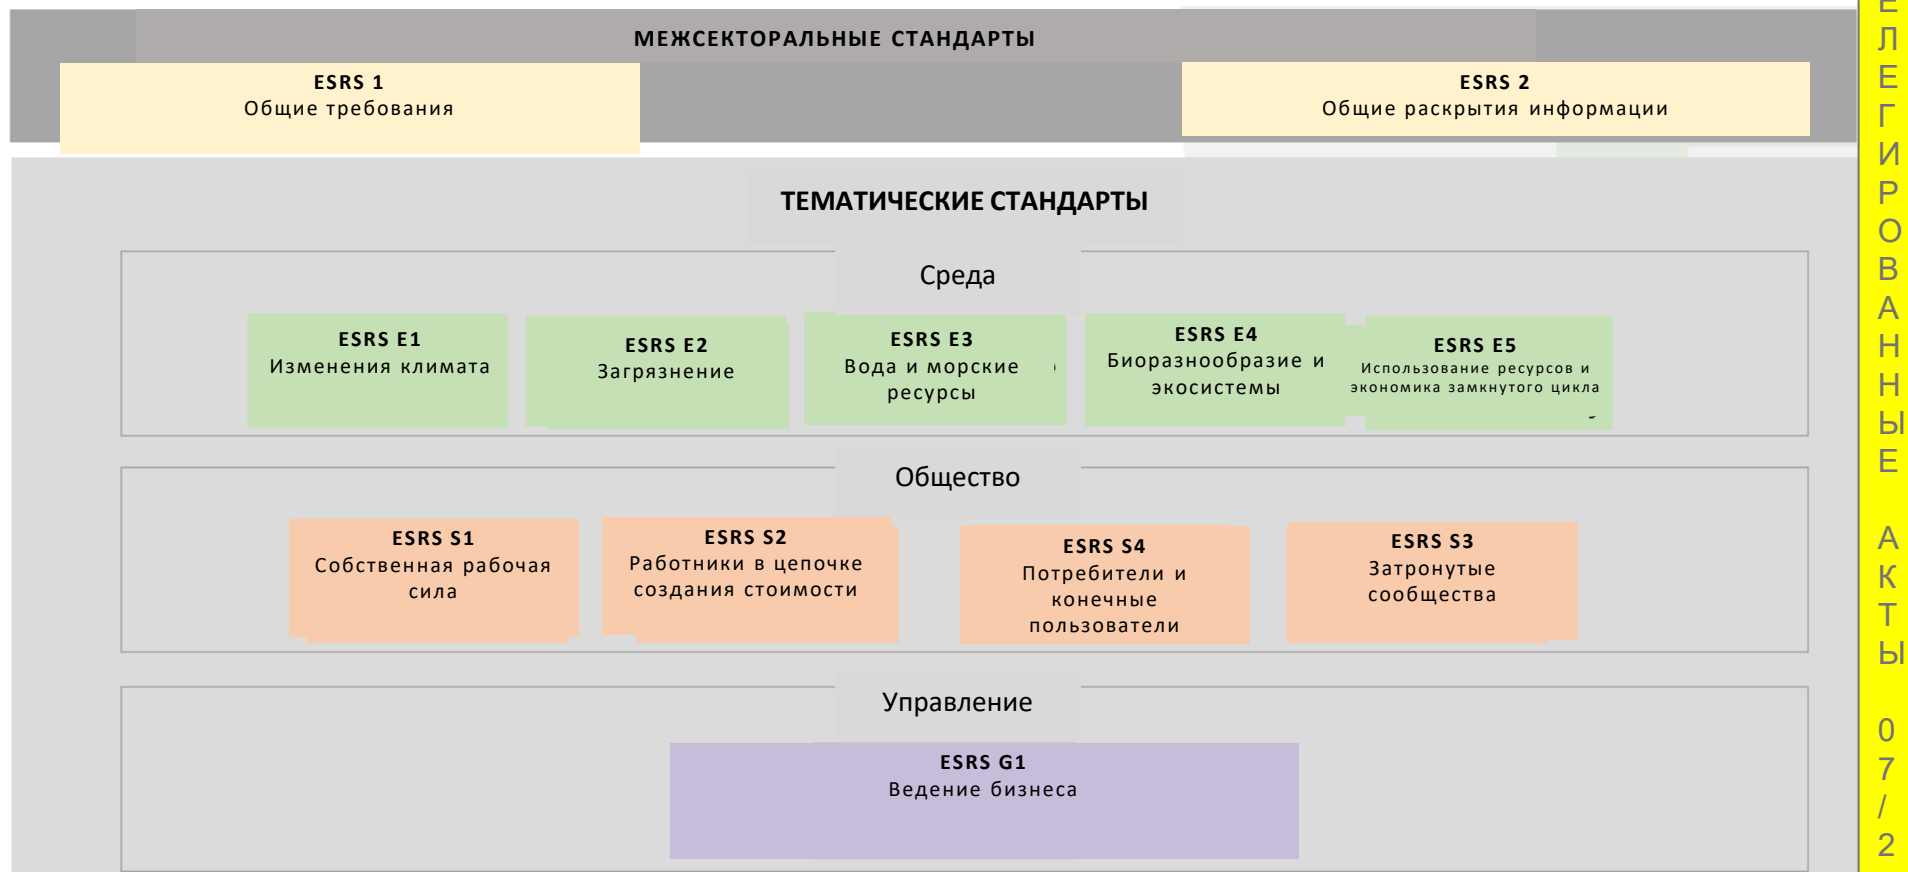 МЕЖСЕКТОРАЛЬНЫЕ СТАНДАРТЫ
ESRS 1
Общие требования
ESRS 2
Общие раскрытия информации
ТЕМАТИЧЕСКИЕ СТАНДАРТЫ
Среда
ESRS E1
Изменения климата
ESRS E2
Загрязнение
ESRS E3
Вода и морские
ресурсы
ESRS E4
Биоразнообразие и
экосистемы
ESRS E5
Использование ресурсов и
экономика замкнутого цикла
Общество
ESRS S1
Собственная рабочая
сила
ESRS S2
Работники в цепочке
создания стоимости
ESRS S4
Потребители и
конечные
пользователи
ESRS S3
Затронутые
сообщества
Управление
ESRS G1
Ведение бизнеса
ЕЛЕГИРОВАННЫЕ АКТЫ 07/2